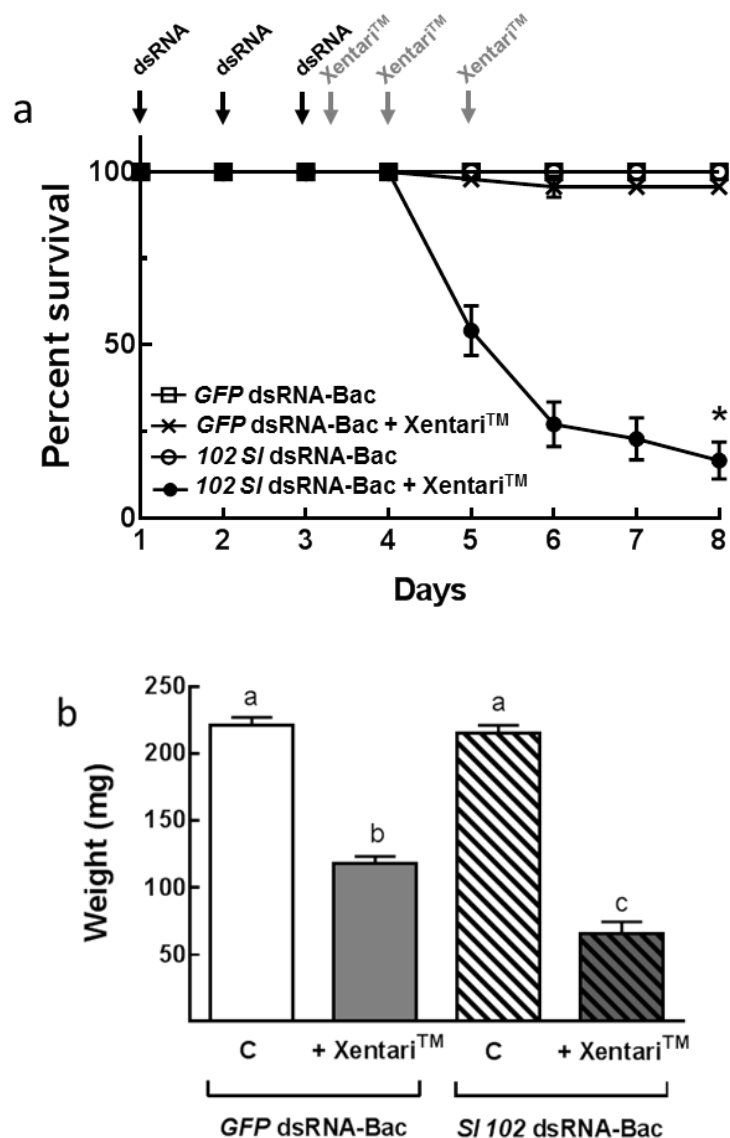 dsRNA dsRNA dsRNA Xentari™ Xentari™ Xentari™
a
100
50
0
Percent survival
GFP dsRNA-Bac
GFP dsRNA-Bac + Xentari™
102 Sl dsRNA-Bac
102 Sl dsRNA-Bac + Xentari™
*
1 2 3 4 5 6 7 8
Days
b
250
200
150
100
50
Weight (mg)
a b a c
C + Xentari™ C + Xentari™
GFP dsRNA-Bac Sl 102 dsRNA-Bac